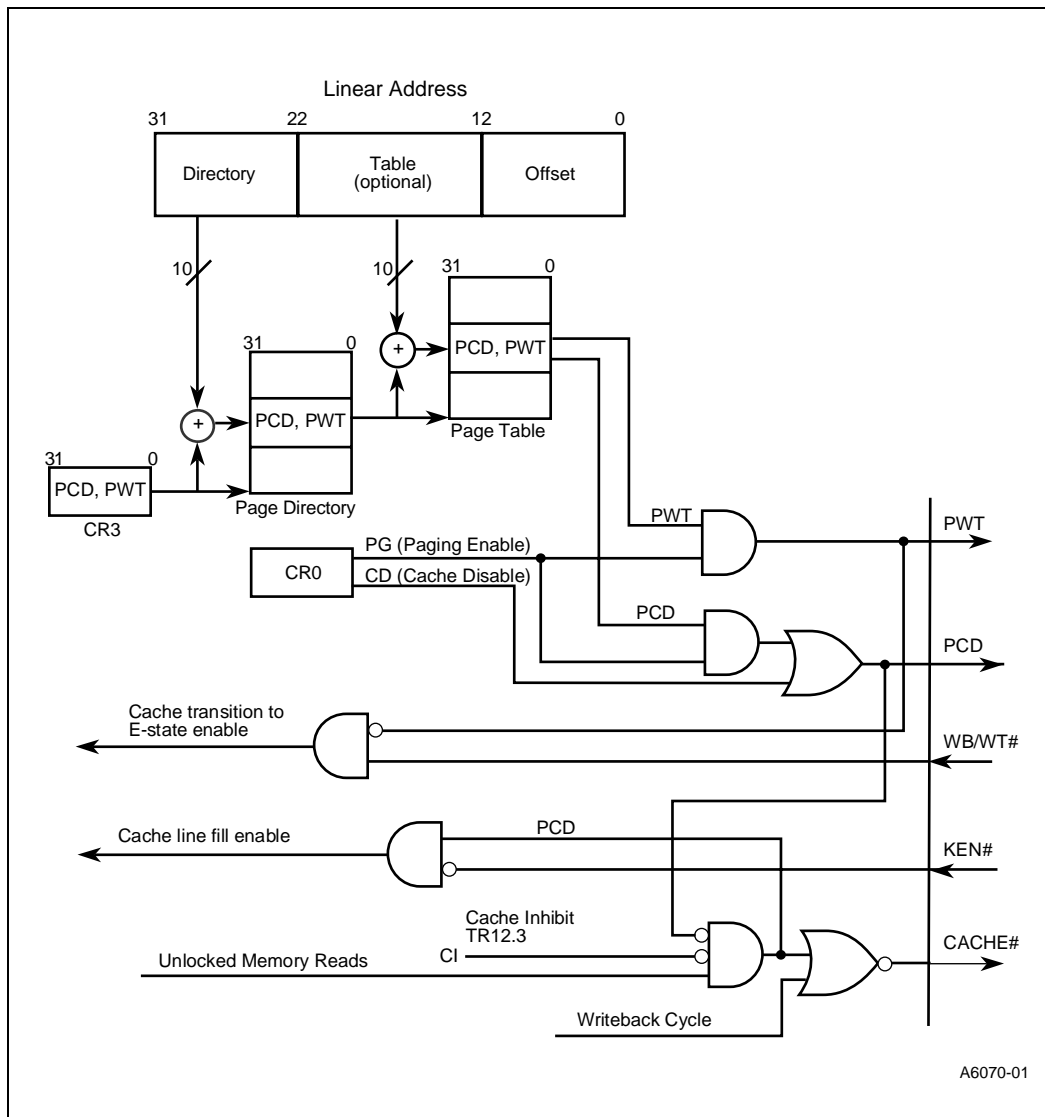 Linear Address
31 22 12 0
Directory
Table
(optional)
Offset
10 10
31 0
PCD, PWT
Page Table
31 0
PCD, PWT
Page Directory
31 0
PCD, PWT
CR3
PWT
PWT
PG (Paging Enable)
CR0
CD (Cache Disable)
PCD
PCD
Cache transition to
E-state enable
WB/WT#
PCD
Cache line fill enable
KEN#
Cache Inhibit
TR12.3
CI
CACHE#
Unlocked Memory Reads
Writeback Cycle
A6070-01